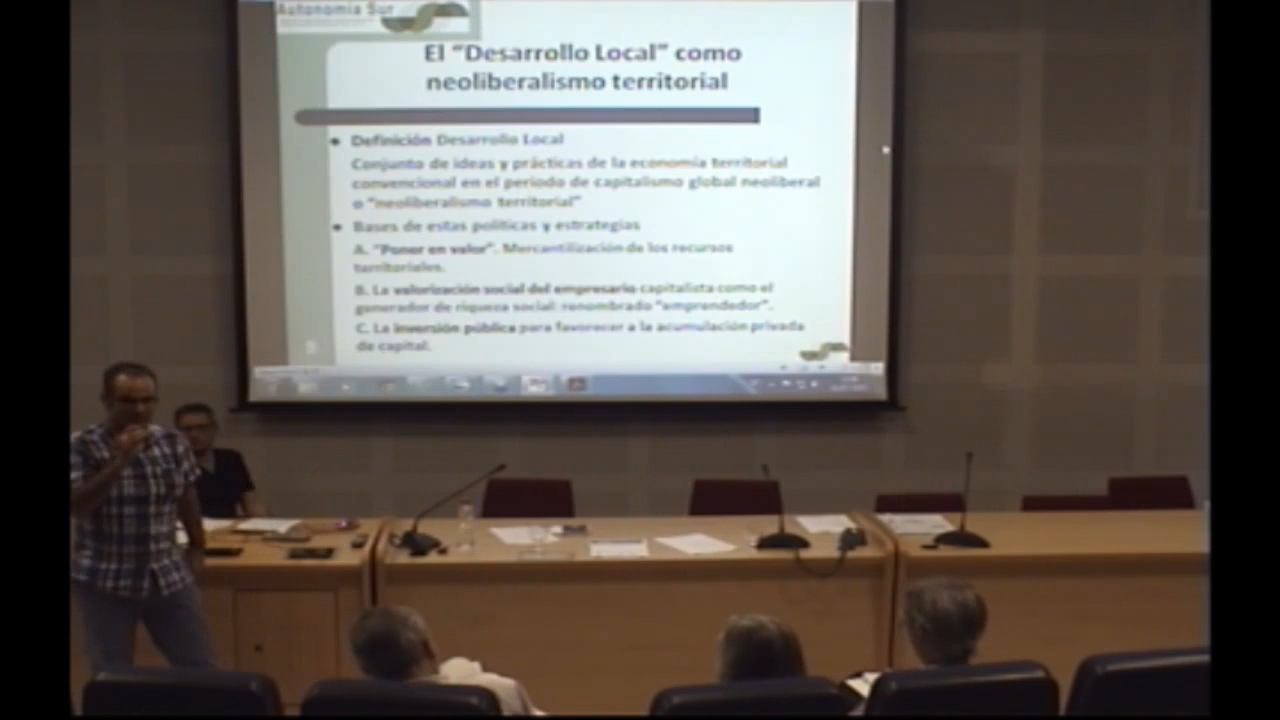 Autonomía Sur
El “Desarrollo Local” como
neoliberalismo territorial
Definición Desarrollo Local
Conjunto de ideas y prácticas de la economía territorial
convencional en el periodo de capitalismo global neoliberal
o “neoliberalismo territorial”
Bases de estas políticas y estrategias
A. “Poner en valor”. Mercantilización de los recursos
territoriales.
B. La valorización social del empresario capitalista como el
generador de riqueza social: renombrado “emprendedor”.
C. La inversión pública para favorecer a la acumulación privada
de capital.